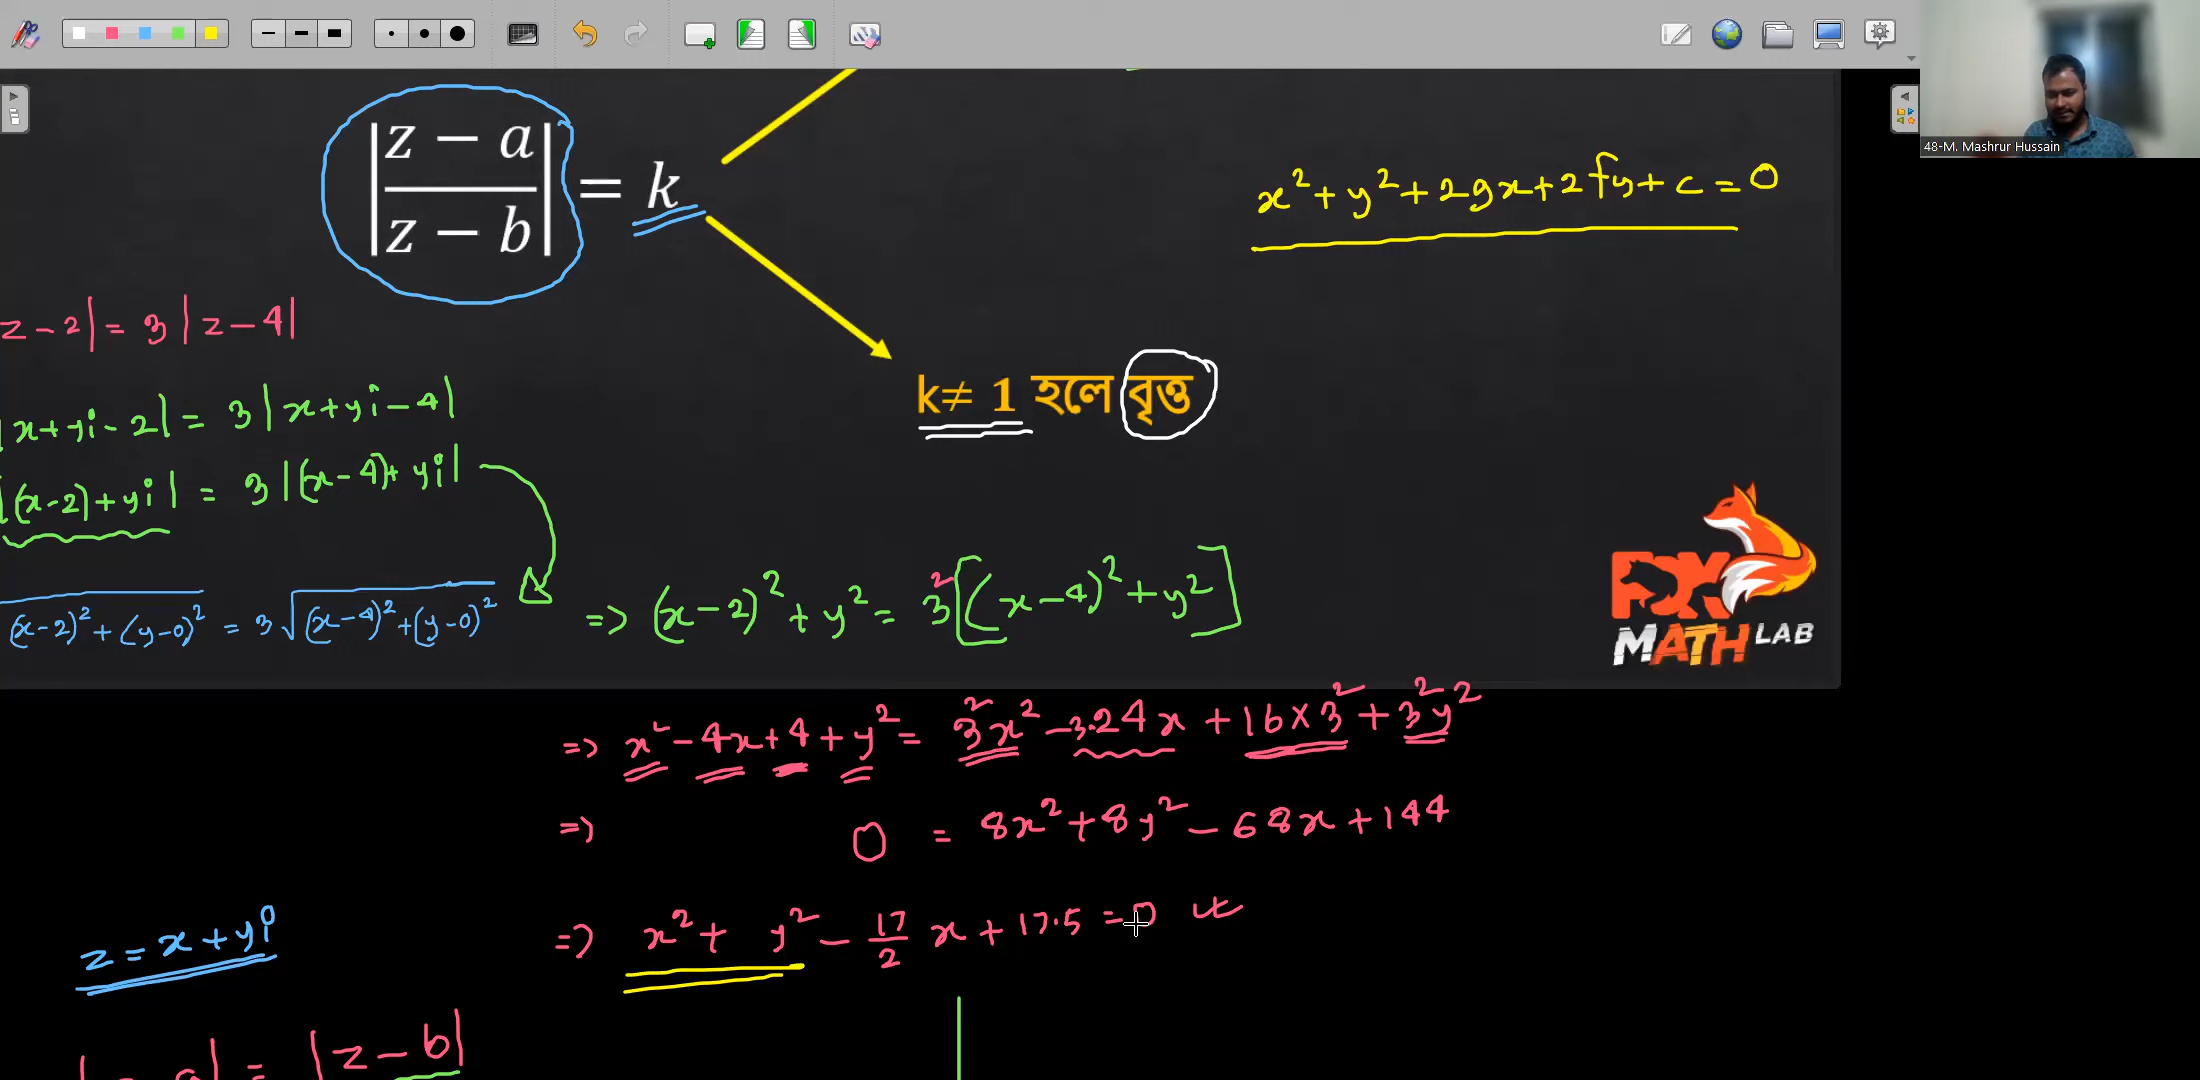 48-M. Mashrur Hussain
|z − a / z − b| = k
x² + y² + 2gx + 2fy + c = 0
z − 2| = 3 |z − 4|
k≠ 1 হলে বৃত্ত
|x + yi − 2| = 3 |x + yi − 4|
|(x − 2) + yi| = 3 |(x − 4) + yi|
(x − 2)² + (y − 0)² = 3 √(x − 4)² + (y − 0)²
=> (x − 2)² + y² = 3² [(x − 4)² + y²]
FOX
MATH LAB
=> x² − 4x + 4 + y² = 3²x² − 3·24x + 16 × 3² + 3²y²
=> 0 = 8x² + 8y² − 68x + 144
=> x² + y² − 17/2 x + 17.5 = 0
z = x + yi
= |z − b|